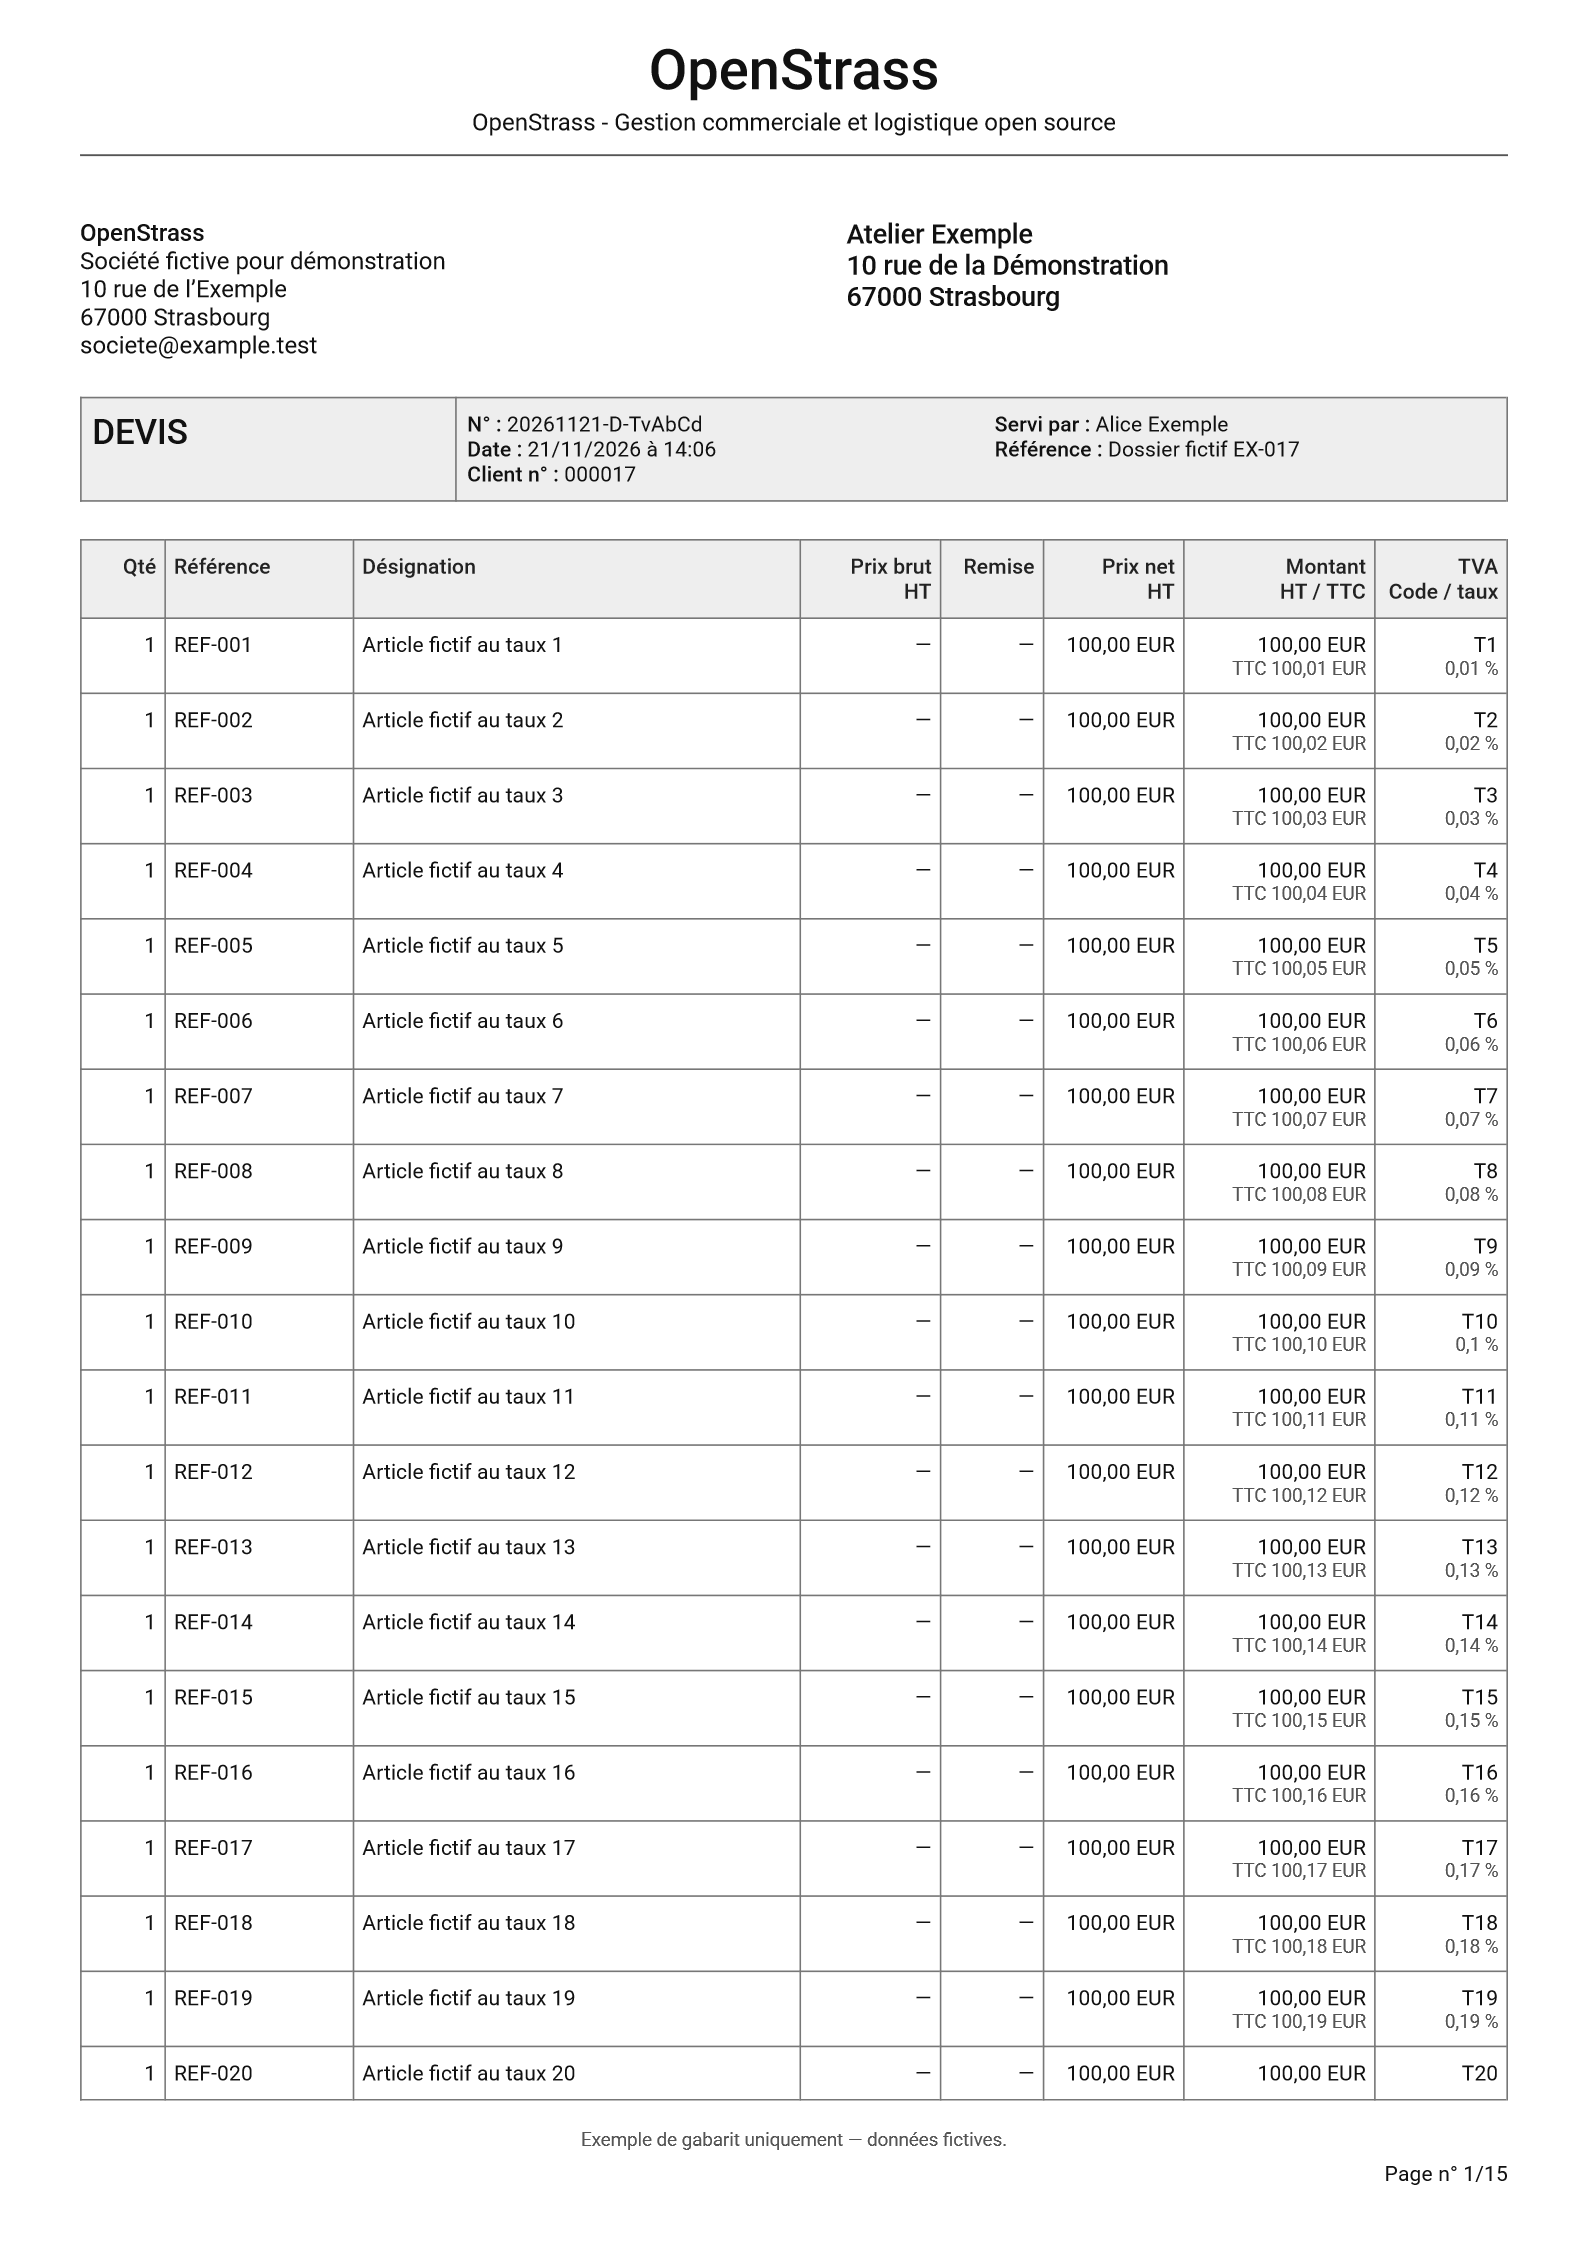 OpenStrass
OpenStrass - Gestion commerciale et logistique open source
OpenStrass
Société fictive pour démonstration
10 rue de l’Exemple
67000 Strasbourg
societe@example.test
Atelier Exemple
10 rue de la Démonstration
67000 Strasbourg
DEVIS
N° : 20261121-D-TvAbCd
Date : 21/11/2026 à 14:06
Client n° : 000017
Servi par : Alice Exemple
Référence : Dossier fictif EX-017
Qté Référence Désignation Prix brut Remise Prix net Montant TVA
HT HT HT / TTC Code / taux
1 REF-001 Article fictif au taux 1 — — 100,00 EUR 100,00 EUR T1
TTC 100,01 EUR 0,01 %
1 REF-002 Article fictif au taux 2 — — 100,00 EUR 100,00 EUR T2
TTC 100,02 EUR 0,02 %
1 REF-003 Article fictif au taux 3 — — 100,00 EUR 100,00 EUR T3
TTC 100,03 EUR 0,03 %
1 REF-004 Article fictif au taux 4 — — 100,00 EUR 100,00 EUR T4
TTC 100,04 EUR 0,04 %
1 REF-005 Article fictif au taux 5 — — 100,00 EUR 100,00 EUR T5
TTC 100,05 EUR 0,05 %
1 REF-006 Article fictif au taux 6 — — 100,00 EUR 100,00 EUR T6
TTC 100,06 EUR 0,06 %
1 REF-007 Article fictif au taux 7 — — 100,00 EUR 100,00 EUR T7
TTC 100,07 EUR 0,07 %
1 REF-008 Article fictif au taux 8 — — 100,00 EUR 100,00 EUR T8
TTC 100,08 EUR 0,08 %
1 REF-009 Article fictif au taux 9 — — 100,00 EUR 100,00 EUR T9
TTC 100,09 EUR 0,09 %
1 REF-010 Article fictif au taux 10 — — 100,00 EUR 100,00 EUR T10
TTC 100,10 EUR 0,1 %
1 REF-011 Article fictif au taux 11 — — 100,00 EUR 100,00 EUR T11
TTC 100,11 EUR 0,11 %
1 REF-012 Article fictif au taux 12 — — 100,00 EUR 100,00 EUR T12
TTC 100,12 EUR 0,12 %
1 REF-013 Article fictif au taux 13 — — 100,00 EUR 100,00 EUR T13
TTC 100,13 EUR 0,13 %
1 REF-014 Article fictif au taux 14 — — 100,00 EUR 100,00 EUR T14
TTC 100,14 EUR 0,14 %
1 REF-015 Article fictif au taux 15 — — 100,00 EUR 100,00 EUR T15
TTC 100,15 EUR 0,15 %
1 REF-016 Article fictif au taux 16 — — 100,00 EUR 100,00 EUR T16
TTC 100,16 EUR 0,16 %
1 REF-017 Article fictif au taux 17 — — 100,00 EUR 100,00 EUR T17
TTC 100,17 EUR 0,17 %
1 REF-018 Article fictif au taux 18 — — 100,00 EUR 100,00 EUR T18
TTC 100,18 EUR 0,18 %
1 REF-019 Article fictif au taux 19 — — 100,00 EUR 100,00 EUR T19
TTC 100,19 EUR 0,19 %
1 REF-020 Article fictif au taux 20 — — 100,00 EUR 100,00 EUR T20
Exemple de gabarit uniquement — données fictives.
Page n° 1/15